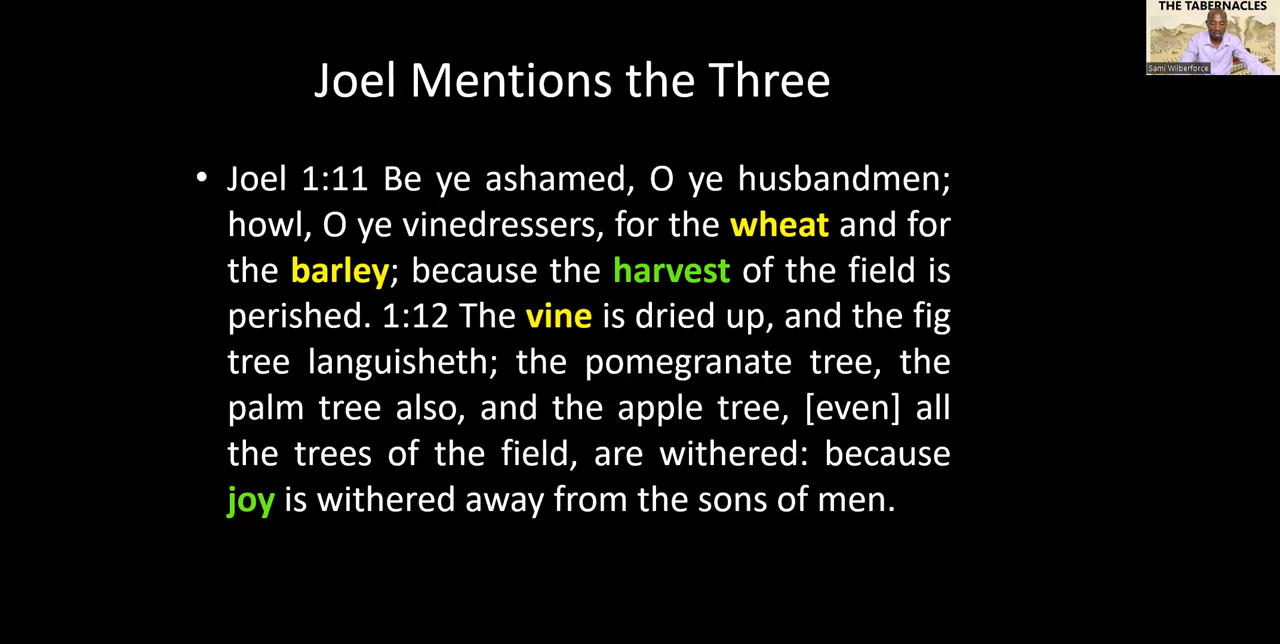 THE TABERNACLES
Sami Wilberforce
Joel Mentions the Three
• Joel 1:11 Be ye ashamed, O ye husbandmen;
howl, O ye vinedressers, for the wheat and for
the barley; because the harvest of the field is
perished. 1:12 The vine is dried up, and the fig
tree languisheth; the pomegranate tree, the
palm tree also, and the apple tree, [even] all
the trees of the field, are withered: because
joy is withered away from the sons of men.